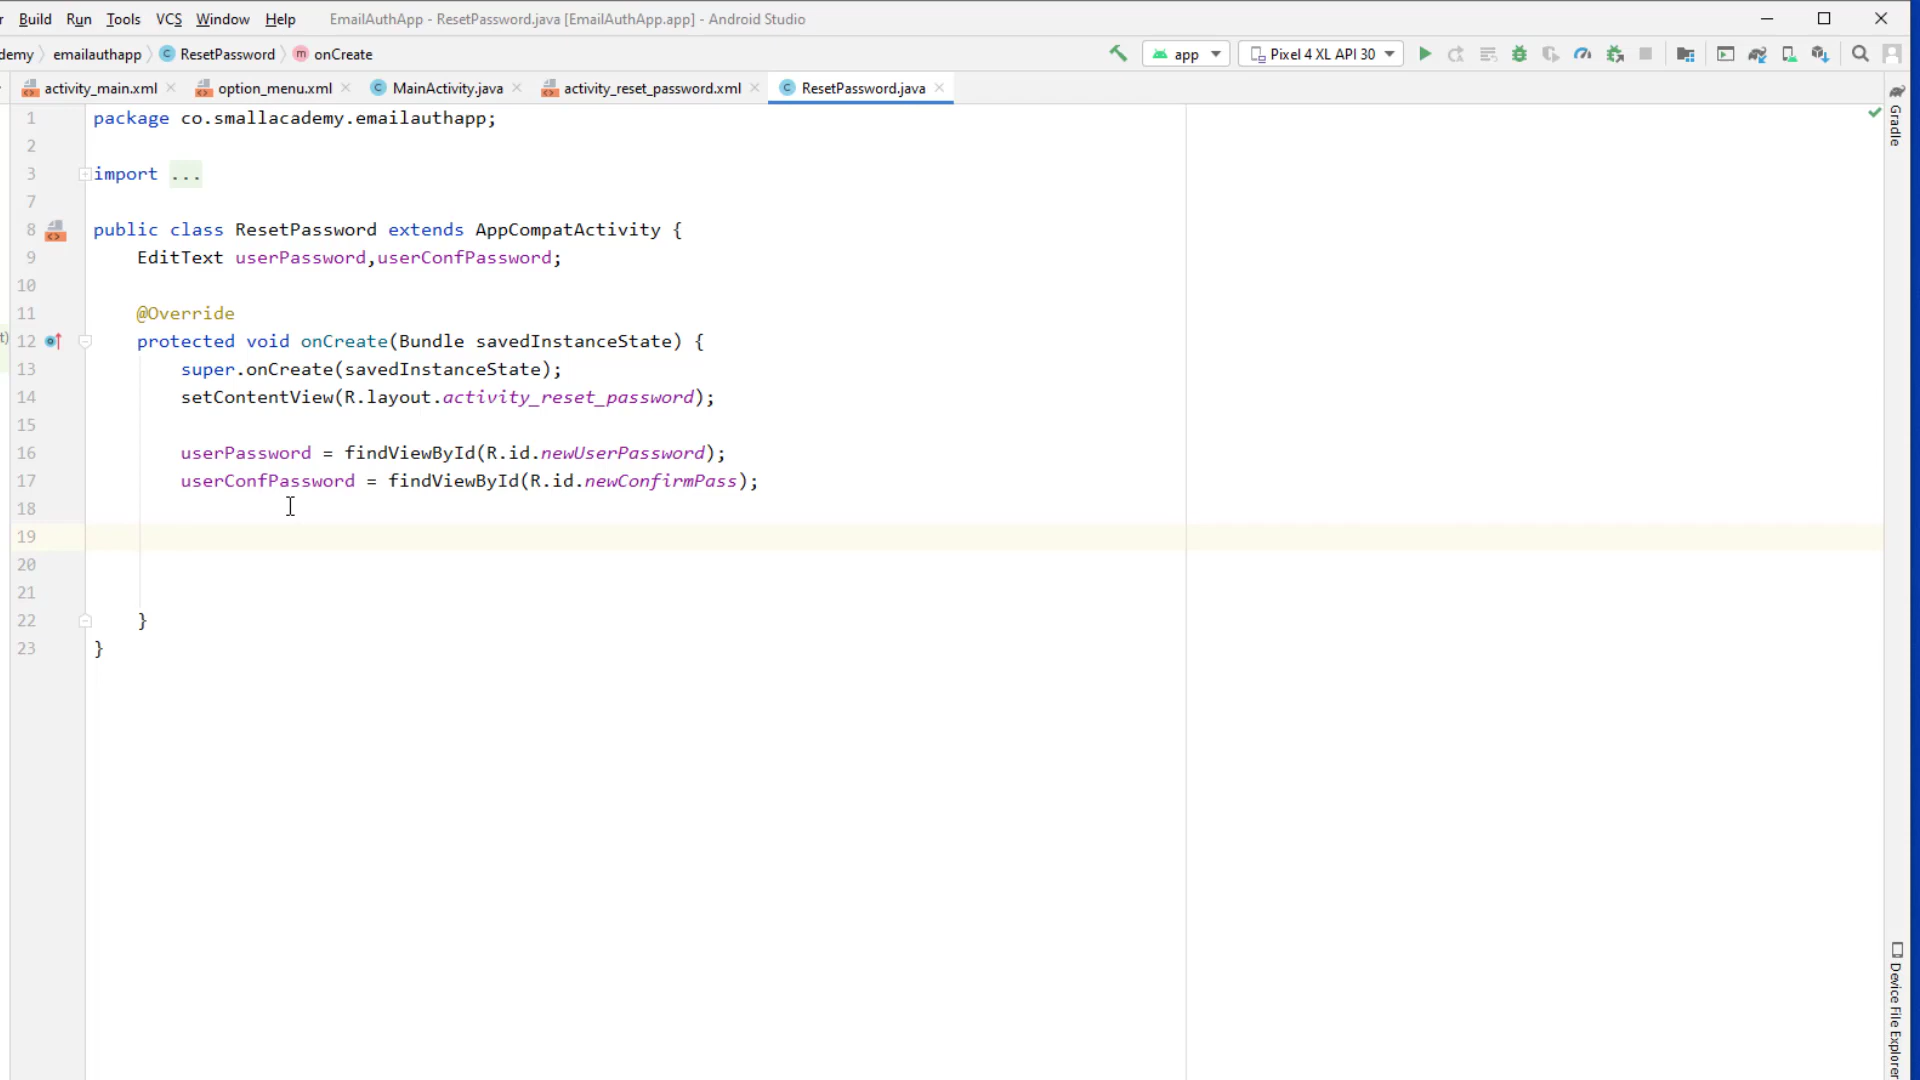 r Build Run Tools VCS Window Help EmailAuthApp - ResetPassword.java [EmailAuthApp.app] - Android Studio
demy emailauthapp C ResetPassword m onCreate app Pixel 4 XL API 30
activity_main.xml option_menu.xml C MainActivity.java activity_reset_password.xml C ResetPassword.java
1 package co.smallacademy.emailauthapp;
2
3 import ...
7
8 public class ResetPassword extends AppCompatActivity {
9 EditText userPassword,userConfPassword;
10
11 @Override
t) 12 protected void onCreate(Bundle savedInstanceState) {
13 super.onCreate(savedInstanceState);
14 setContentView(R.layout.activity_reset_password);
15
16 userPassword = findViewById(R.id.newUserPassword);
17 userConfPassword = findViewById(R.id.newConfirmPass);
18
19
20
21
22 }
23 }
Gradle
Device File Explorer